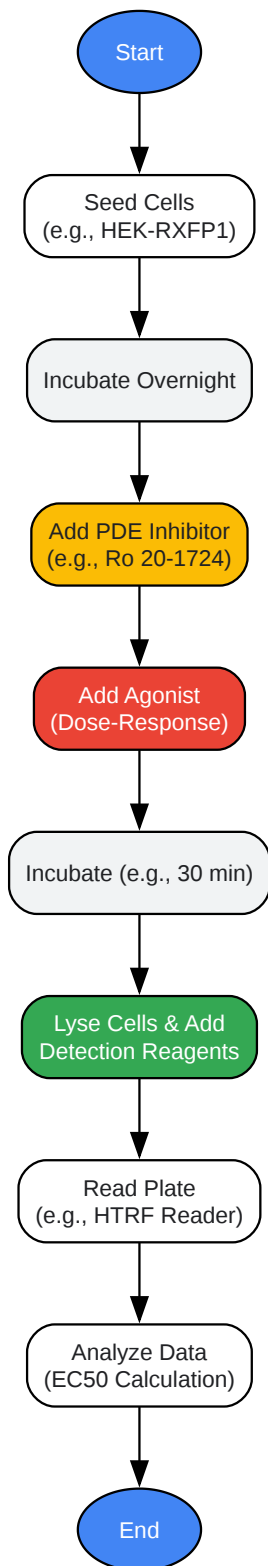 Start
Seed Cells
(e.g., HEK-RXFP1)
Incubate Overnight
Add PDE Inhibitor
(e.g., Ro 20-1724)
Add Agonist
(Dose-Response)
Incubate (e.g., 30 min)
Lyse Cells & Add
Detection Reagents
Read Plate
(e.g., HTRF Reader)
Analyze Data
(EC50 Calculation)
End